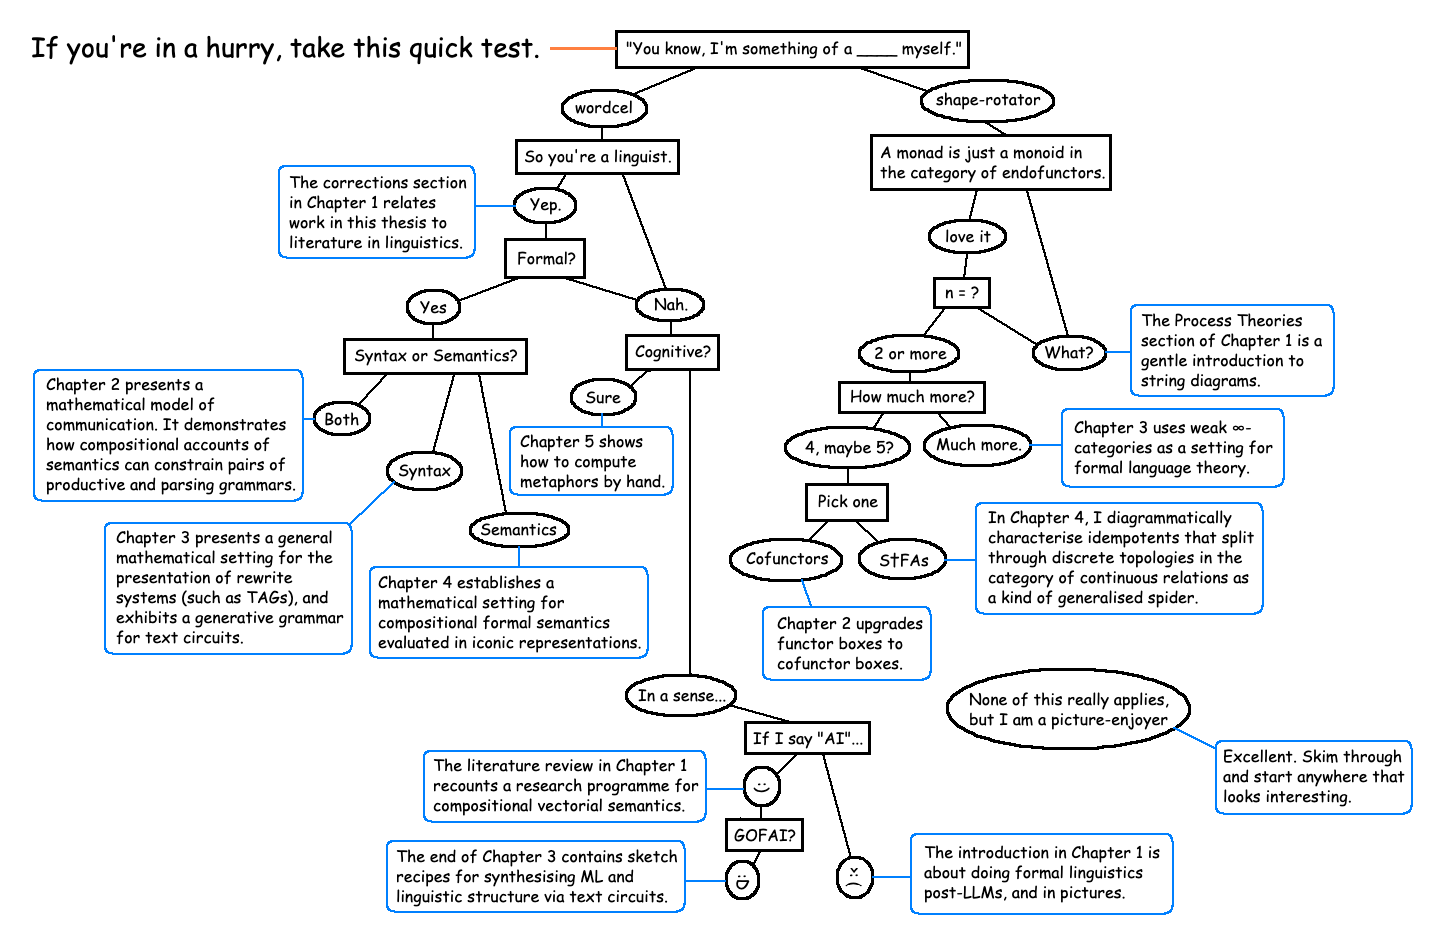 If you're in a hurry, take this quick test.
"You know, I'm something of a ____ myself."
wordcel
shape-rotator
So you're a linguist.
A monad is just a monoid in
the category of endofunctors.
The corrections section
in Chapter 1 relates
work in this thesis to
literature in linguistics.
Yep.
love it
Formal?
n = ?
Yes
Nah.
The Process Theories
section of Chapter 1 is a
gentle introduction to
string diagrams.
Syntax or Semantics?
Cognitive?
2 or more
What?
Chapter 2 presents a
mathematical model of
communication. It demonstrates
how compositional accounts of
semantics can constrain pairs of
productive and parsing grammars.
Both
Sure
How much more?
Chapter 5 shows
how to compute
metaphors by hand.
4, maybe 5?
Much more.
Chapter 3 uses weak ∞-
categories as a setting for
formal language theory.
Syntax
Pick one
Semantics
Chapter 3 presents a general
mathematical setting for the
presentation of rewrite
systems (such as TAGs), and
exhibits a generative grammar
for text circuits.
Chapter 4 establishes a
mathematical setting for
compositional formal semantics
evaluated in iconic representations.
Cofunctors
S†FAs
In Chapter 4, I diagrammatically
characterise idempotents that split
through discrete topologies in the
category of continuous relations as
a kind of generalised spider.
Chapter 2 upgrades
functor boxes to
cofunctor boxes.
In a sense...
None of this really applies,
but I am a picture-enjoyer
If I say "AI"...
Excellent. Skim through
and start anywhere that
looks interesting.
The literature review in Chapter 1
recounts a research programme for
compositional vectorial semantics.
GOFAI?
The end of Chapter 3 contains sketch
recipes for synthesising ML and
linguistic structure via text circuits.
The introduction in Chapter 1 is
about doing formal linguistics
post-LLMs, and in pictures.